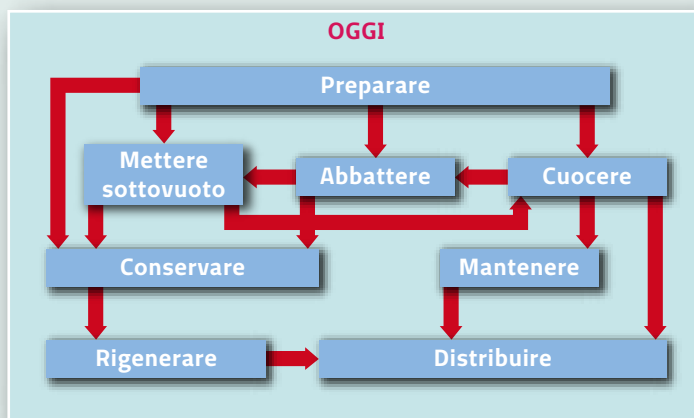 OGGI
Preparare
Mettere
sottovuoto
Abbattere
Cuocere
Conservare
Mantenere
Rigenerare
Distribuire